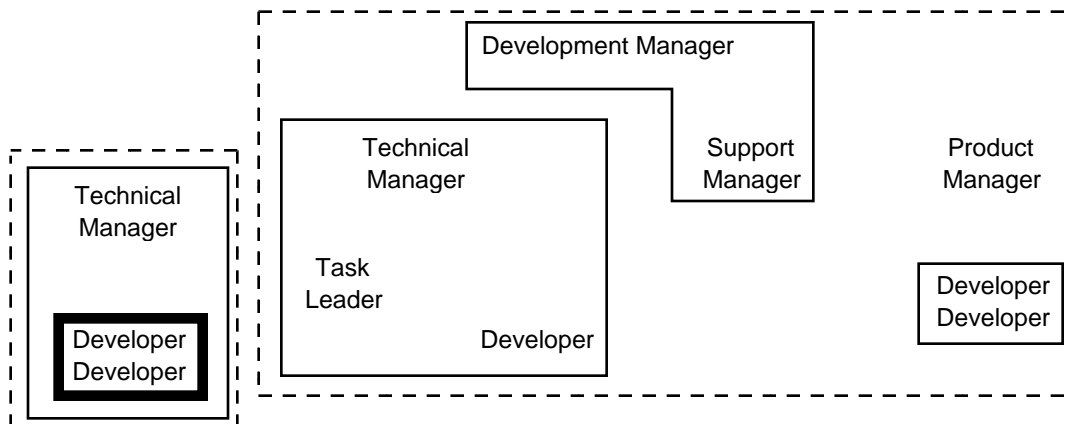 Development Manager
Technical
Manager
Support
Manager
Product
Manager
Technical
Manager
Task
Leader
Developer
Developer
Developer
Developer
Developer